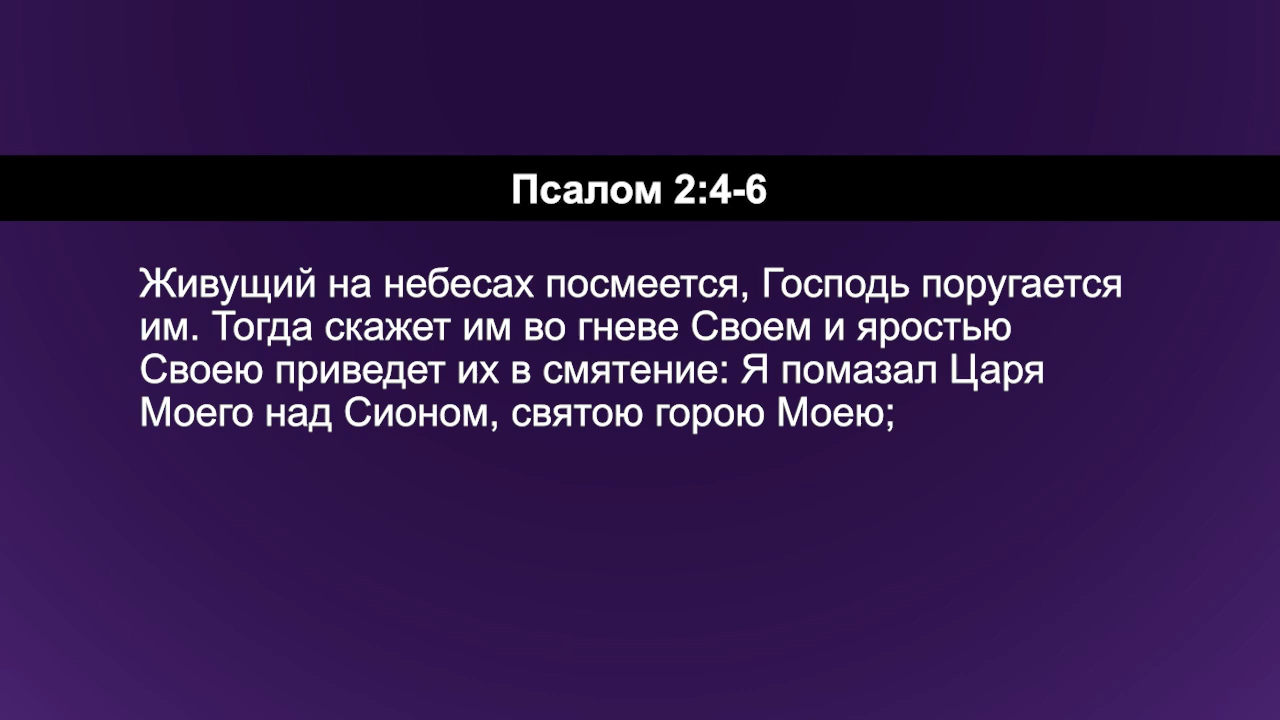 Псалом 2:4-6
Живущий на небесах посмеется, Господь поругается
им. Тогда скажет им во гневе Своем и яростью
Своею приведет их в смятение: Я помазал Царя
Моего над Сионом, святою горою Моею;